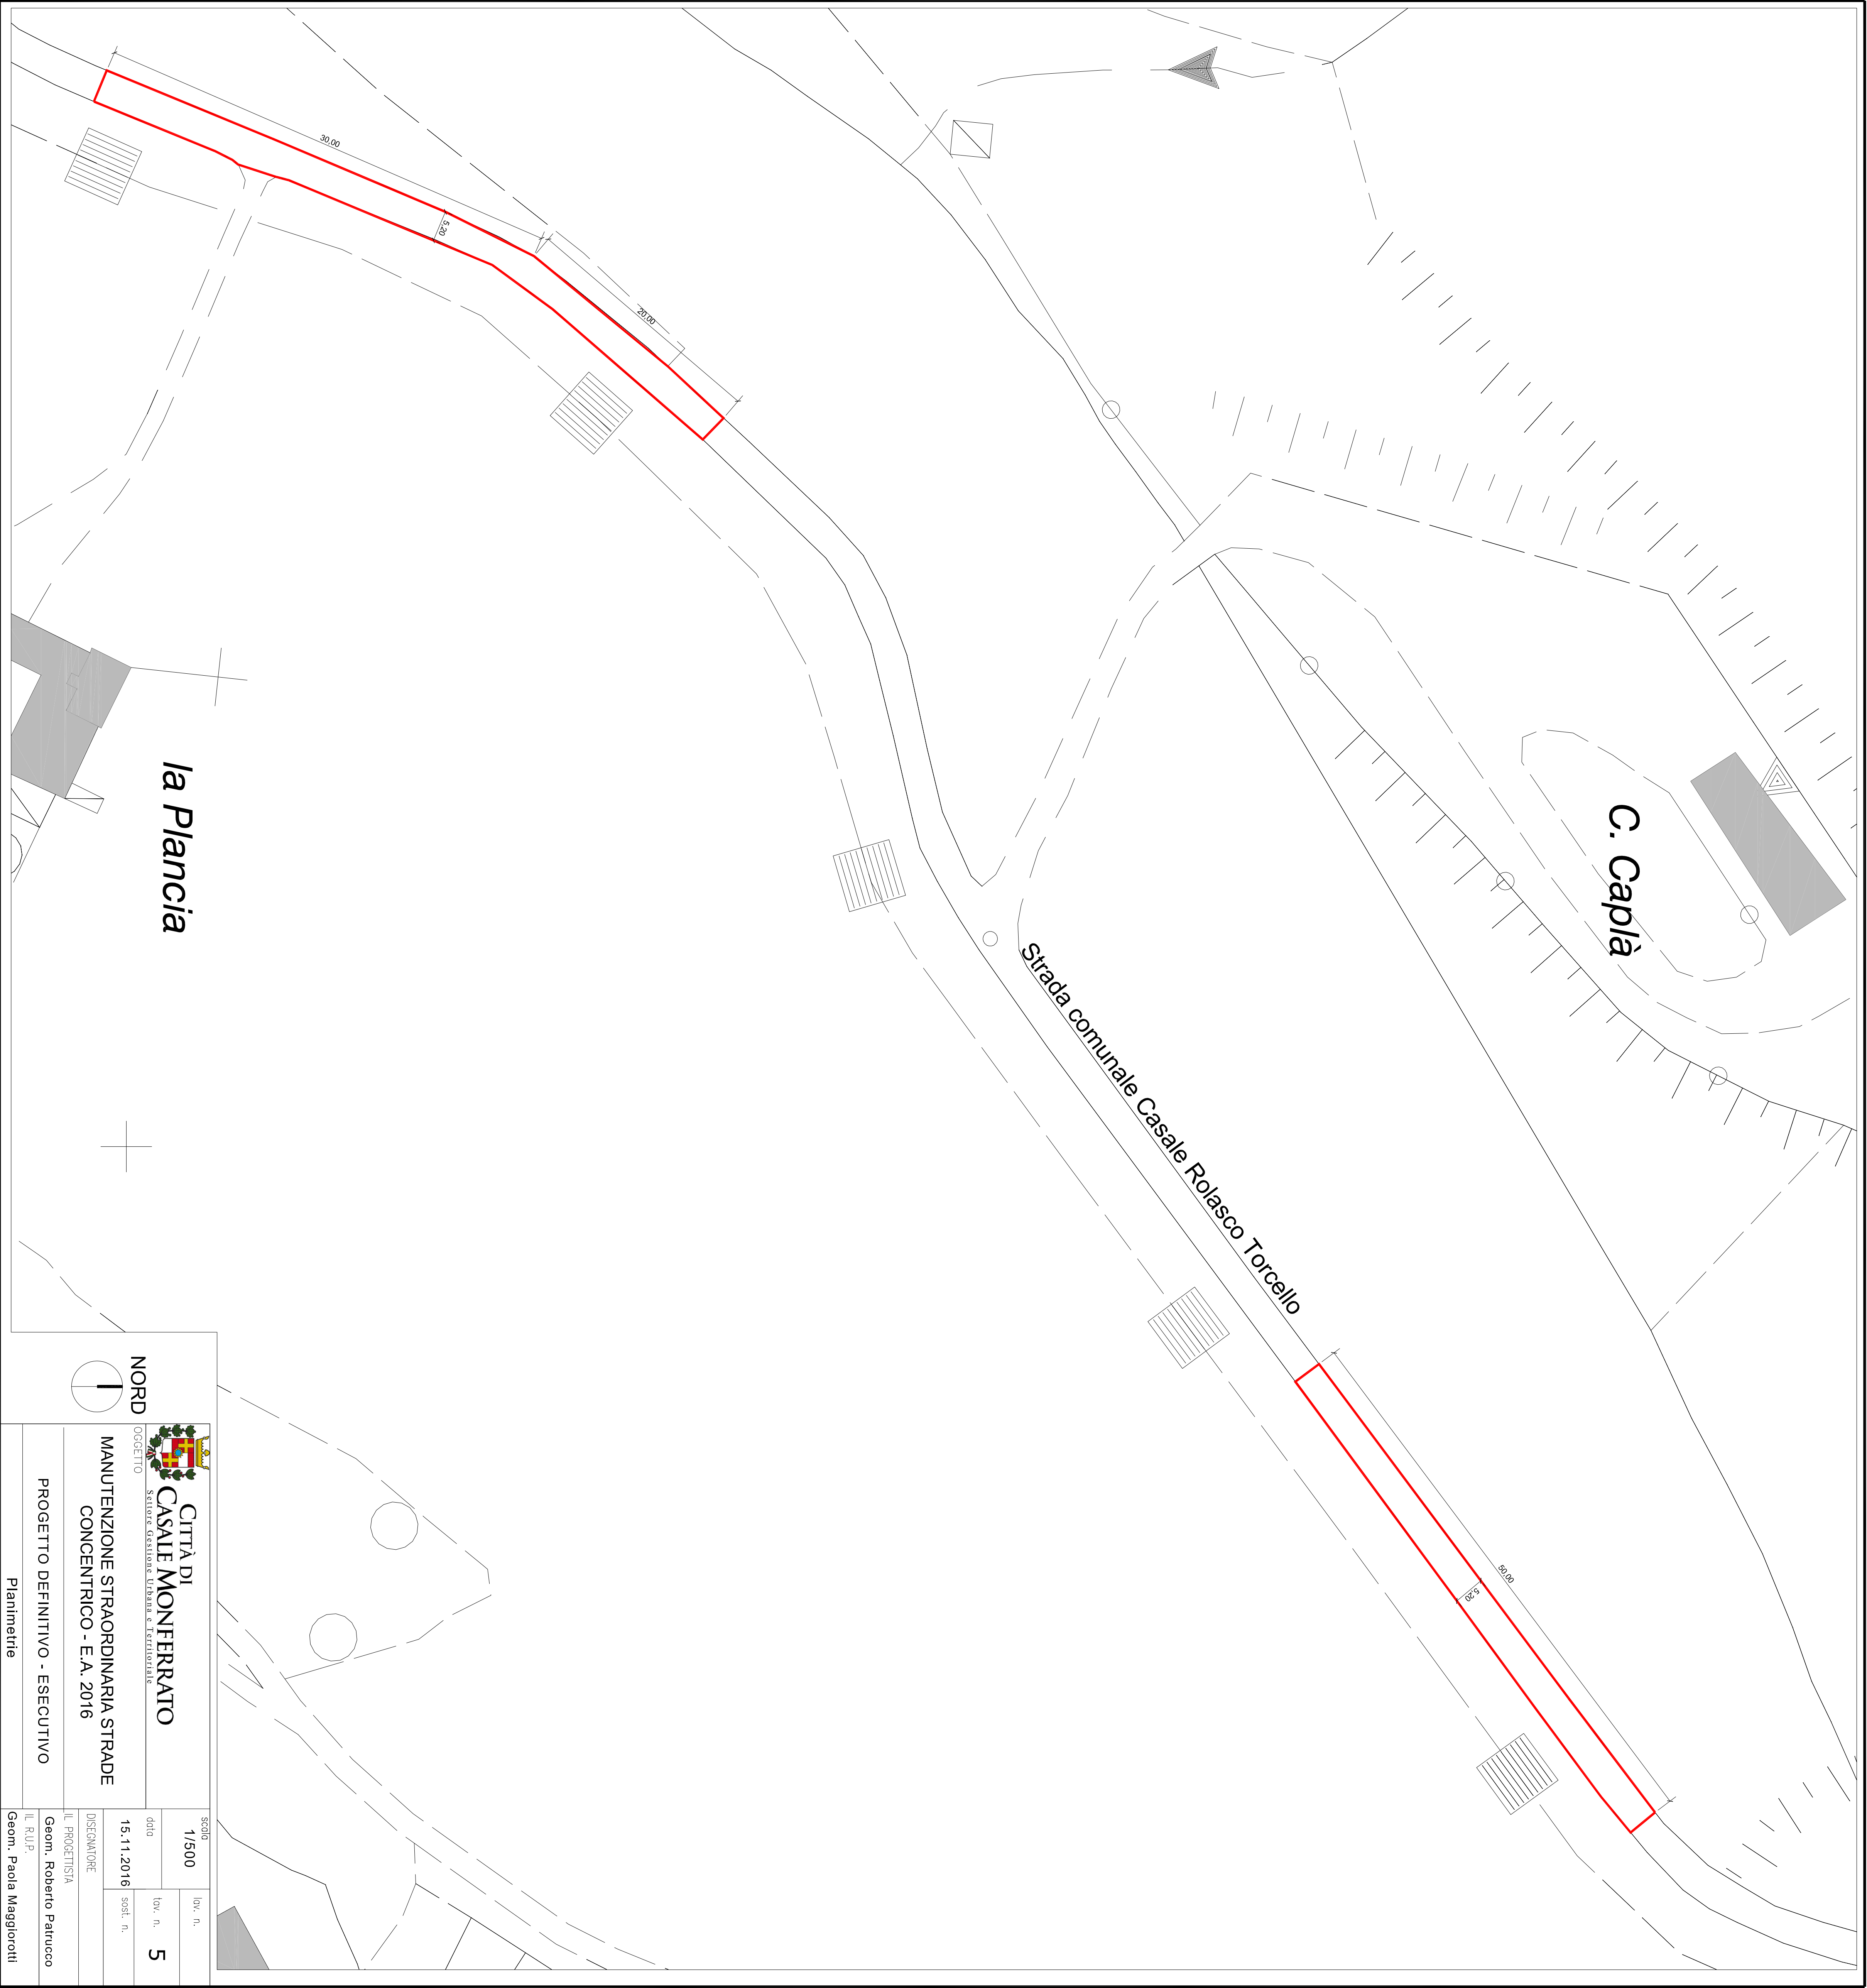 C. Caplà
30,00
5,20
20,00
Strada comunale Casale Rolasco Torcello
50,00
5,20
la Plancia
NORD
CITTÀ DI
CASALE MONFERRATO
Settore Gestione Urbana e Territoriale
OGGETTO
MANUTENZIONE STRAORDINARIA STRADE
CONCENTRICO - E.A. 2016
PROGETTO DEFINITIVO - ESECUTIVO
Planimetrie
scala
1/500
lav. n.
data
15.11.2016
tav. n.
5
sost. n.
DISEGNATORE
IL PROGETTISTA
Geom. Roberto Patrucco
IL R.U.P.
Geom. Paola Maggiorotti